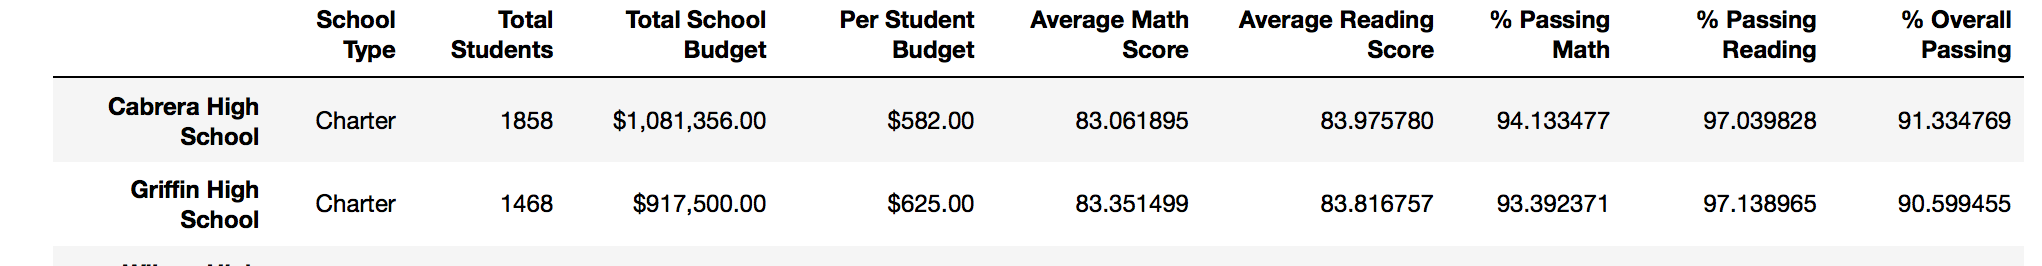 School Total Total School Per Student Average Math Average Reading % Passing % Passing % Overall
Type Students Budget Budget Score Score Math Reading Passing
Cabrera High
School Charter 1858 $1,081,356.00 $582.00 83.061895 83.975780 94.133477 97.039828 91.334769
Griffin High
School Charter 1468 $917,500.00 $625.00 83.351499 83.816757 93.392371 97.138965 90.599455